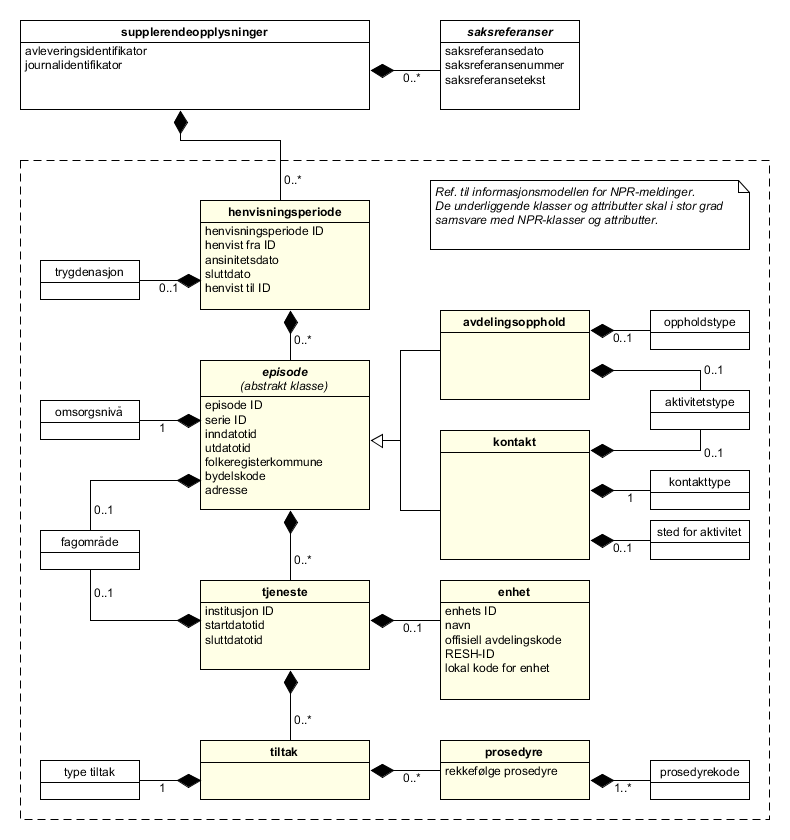 supplerendeopplysninger
avleveringsidentifikator
journalidentifikator
saksreferanser
saksreferansedato
saksreferansenummer
saksreferansetekst
0..*
0..*
Ref. til informasjonsmodellen for NPR-meldinger.
De underliggende klasser og attributter skal i stor grad
samsvare med NPR-klasser og attributter.
henvisningsperiode
henvisningsperiode ID
henvist fra ID
ansinitetsdato
sluttdato
henvist til ID
trygdenasjon
0..1
0..*
episode
(abstrakt klasse)
episode ID
serie ID
inndatotid
utdatotid
folkeregisterkommune
bydelskode
adresse
omsorgsnivå
1
0..1
fagområde
0..1
avdelingsopphold
oppholdstype
0..1
0..1
aktivitetstype
0..1
kontakt
kontakttype
1
sted for aktivitet
0..1
0..*
tjeneste
institusjon ID
startdatotid
sluttdatotid
0..1
enhet
enhets ID
navn
offisiell avdelingskode
RESH-ID
lokal kode for enhet
0..*
tiltak
type tiltak
1
0..*
prosedyre
rekkefølge prosedyre
1..*
prosedyrekode